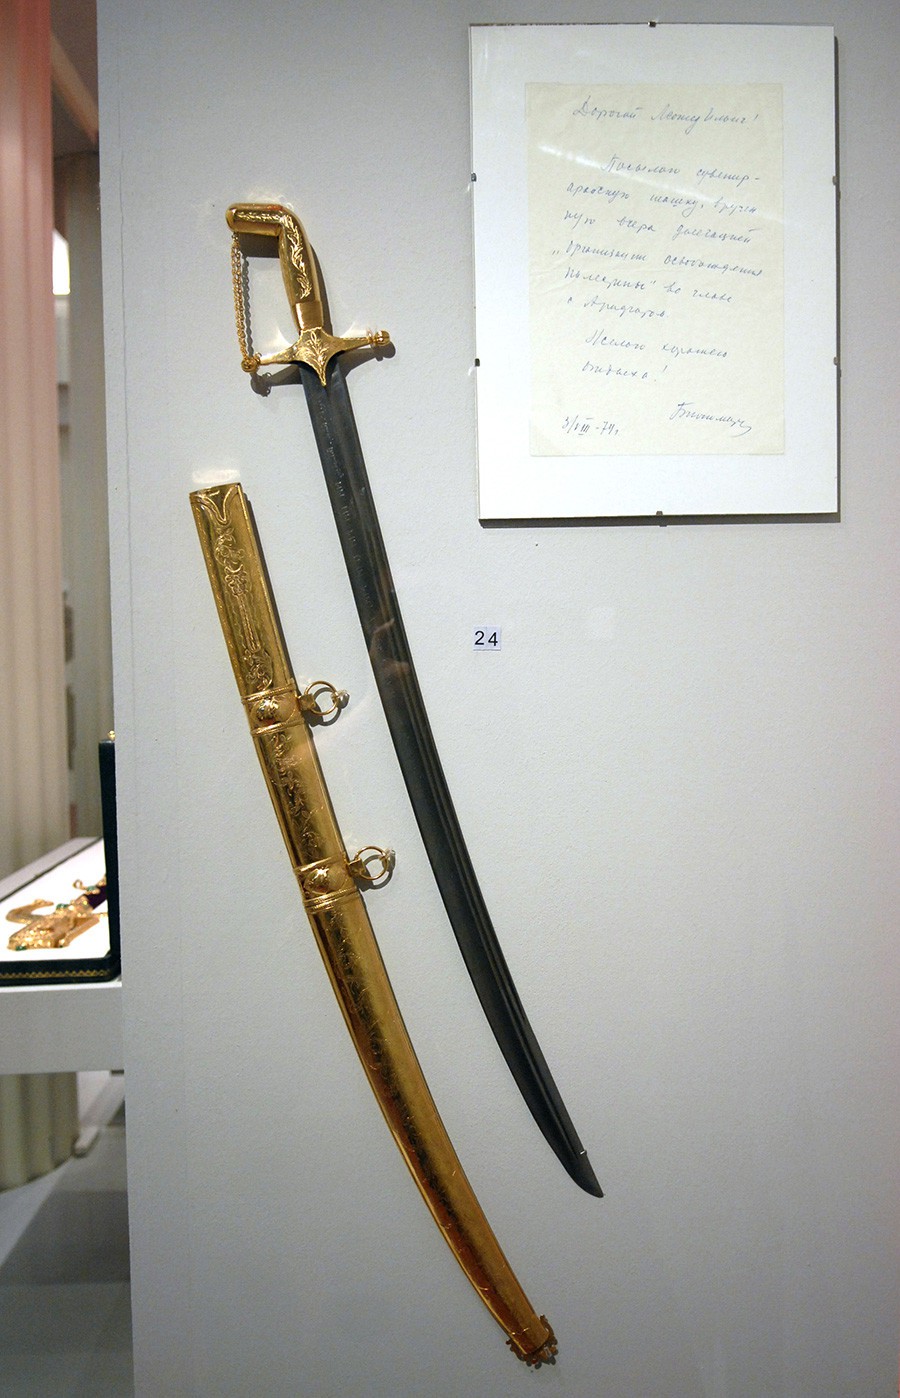 Дорогой Леонид Ильич!
Посылаю сувенир-
арабскую шашку, вручен
ную вчера делегацией
„Организации освобождения
Палестины" во главе
с Арафатом.
Желаю хорошего
отдыха!
3/VIII-74г.
24